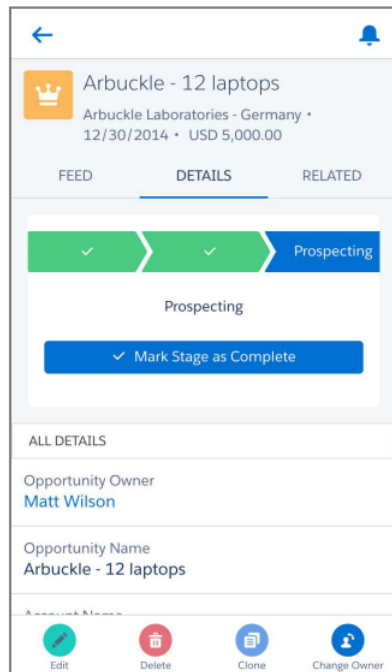 Arbuckle - 12 laptops
Arbuckle Laboratories - Germany •
12/30/2014 • USD 5,000.00
FEED DETAILS RELATED
Prospecting
Prospecting
Mark Stage as Complete
ALL DETAILS
Opportunity Owner
Matt Wilson
Opportunity Name
Arbuckle - 12 laptops
Account Name
Edit Delete Clone Change Owner